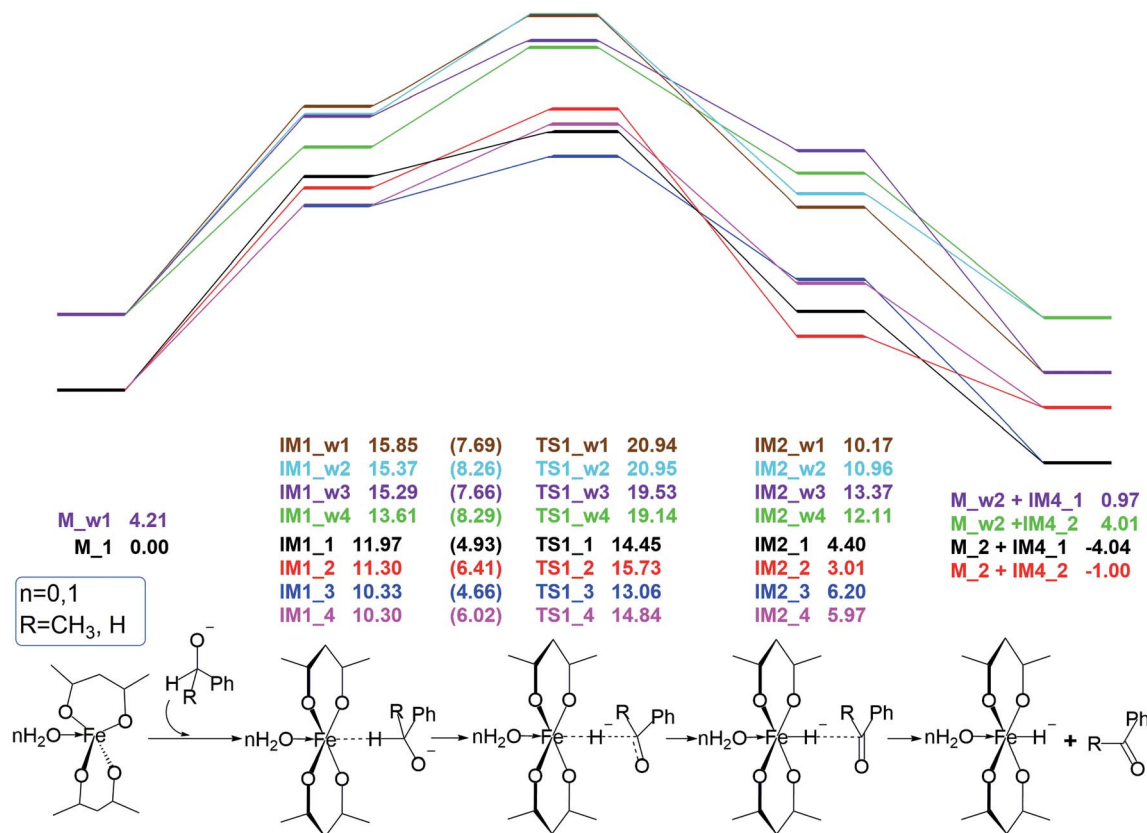 IM1_w1 15.85 (7.69) TS1_w1 20.94 IM2_w1 10.17
IM1_w2 15.37 (8.26) TS1_w2 20.95 IM2_w2 10.96
IM1_w3 15.29 (7.66) TS1_w3 19.53 IM2_w3 13.37
IM1_w4 13.61 (8.29) TS1_w4 19.14 IM2_w4 12.11
M_w2 + IM4_1 0.97
M_w2 +IM4_2 4.01
M_w1 4.21
M_1 0.00
IM1_1 11.97 (4.93) TS1_1 14.45 IM2_1 4.40
IM1_2 11.30 (6.41) TS1_2 15.73 IM2_2 3.01
IM1_3 10.33 (4.66) TS1_3 13.06 IM2_3 6.20
IM1_4 10.30 (6.02) TS1_4 14.84 IM2_4 5.97
M_2 + IM4_1 -4.04
M_2 + IM4_2 -1.00
n=0,1
R=CH₃, H
O⁻
H Ph
R
O O
nH₂O Fe
O O
O O
R Ph
nH₂O Fe H
O⁻
O O
O O
R Ph
nH₂O Fe H⁻
O
O O
O O
R Ph
nH₂O Fe H⁻
O
O O
O O
nH₂O Fe H⁻
O O
+
Ph
R
O